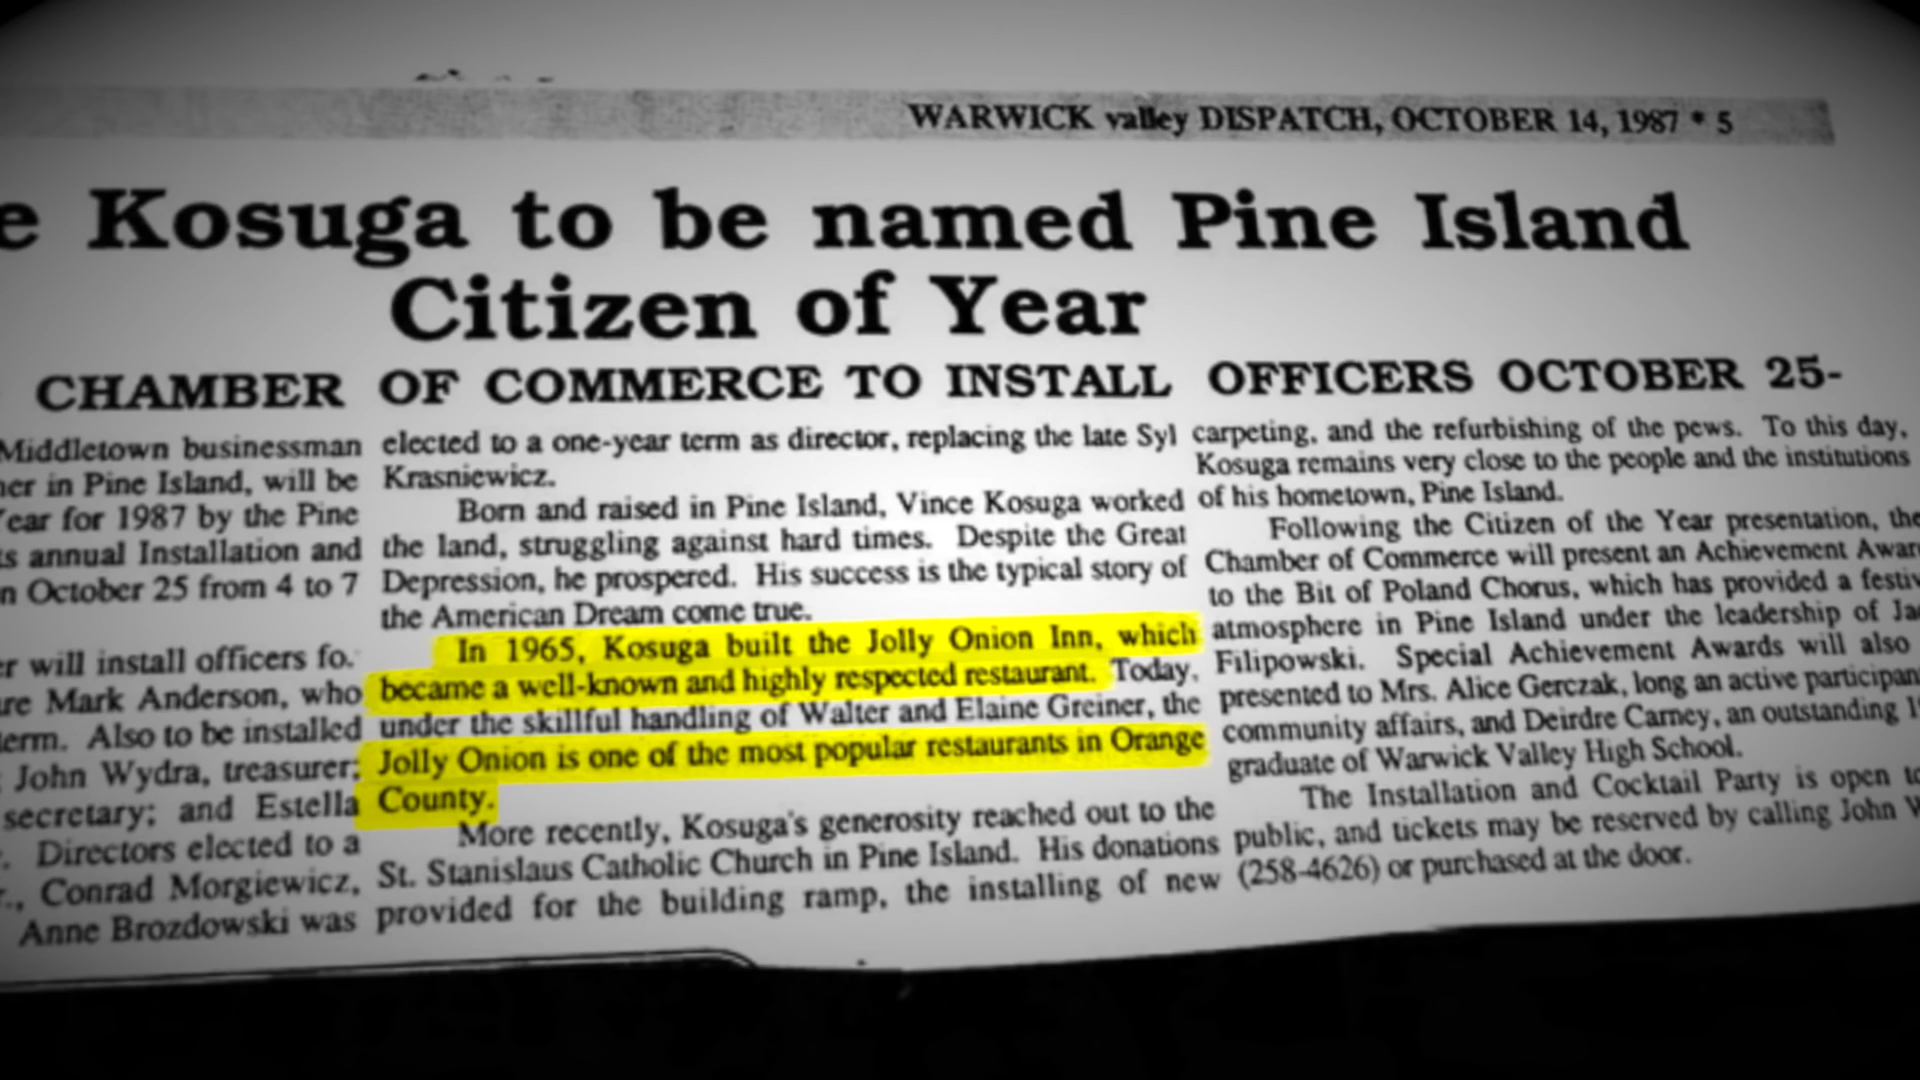 WARWICK valley DISPATCH, OCTOBER 14, 1987 * 5
e Kosuga to be named Pine Island
Citizen of Year
CHAMBER OF COMMERCE TO INSTALL OFFICERS OCTOBER 25-
Middletown businessman
ner in Pine Island, will be
Year for 1987 by the Pine
ts annual Installation and
n October 25 from 4 to 7
er will install officers fo.
are Mark Anderson, who
term. Also to be installed
John Wydra, treasurer;
secretary; and Estella
. Directors elected to a
r., Conrad Morgiewicz,
Anne Brozdowski was
elected to a one-year term as director, replacing the late Syl
Krasniewicz.
Born and raised in Pine Island, Vince Kosuga worked
the land, struggling against hard times. Despite the Great
Depression, he prospered. His success is the typical story of
the American Dream come true.
In 1965, Kosuga built the Jolly Onion Inn, which
became a well-known and highly respected restaurant. Today,
under the skillful handling of Walter and Elaine Greiner, the
Jolly Onion is one of the most popular restaurants in Orange
County.
More recently, Kosuga's generosity reached out to the
St. Stanislaus Catholic Church in Pine Island. His donations
provided for the building ramp, the installing of new
carpeting, and the refurbishing of the pews. To this day,
Kosuga remains very close to the people and the institutions
of his hometown, Pine Island.
Following the Citizen of the Year presentation, the
Chamber of Commerce will present an Achievement Awar
to the Bit of Poland Chorus, which has provided a festiv
atmosphere in Pine Island under the leadership of Ja
Filipowski. Special Achievement Awards will also
presented to Mrs. Alice Gerczak, long an active participan
community affairs, and Deirdre Carney, an outstanding 1
graduate of Warwick Valley High School.
The Installation and Cocktail Party is open to
public, and tickets may be reserved by calling John W
(258-4626) or purchased at the door.